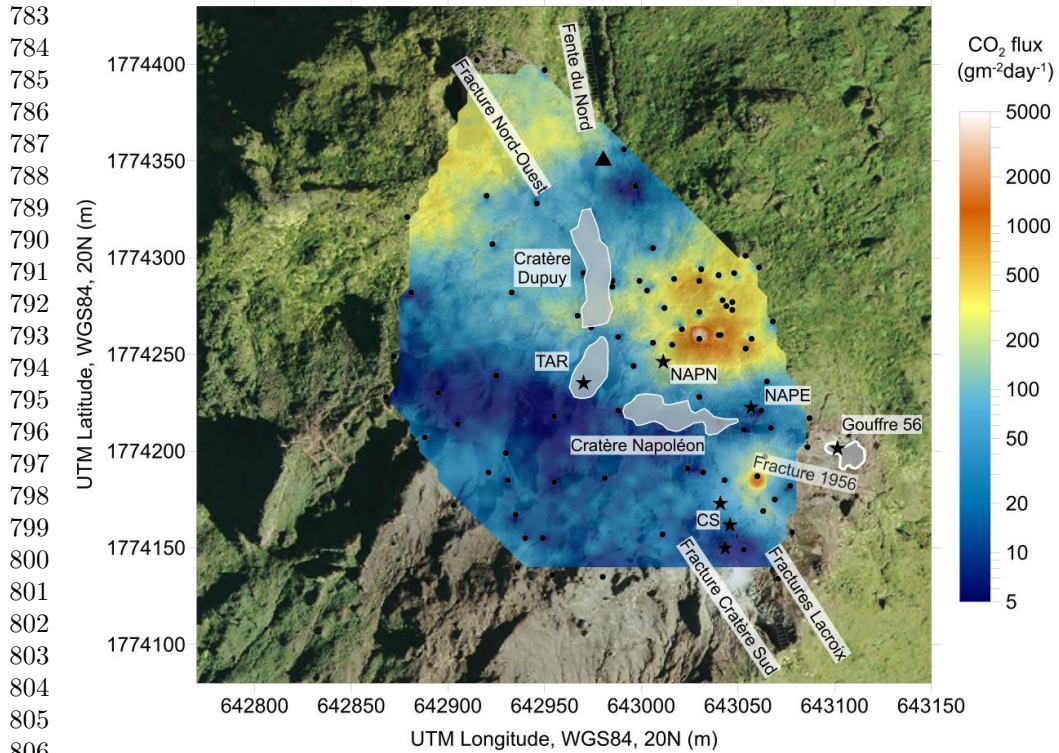 783
784
785
786
787
788
789
790
791
792
793
794
795
796
797
798
799
800
801
802
803
804
805
806
UTM Latitude, WGS84, 20N (m)
1774400
1774350
1774300
1774250
1774200
1774150
1774100
Fracture Nord-Ouest
Fente du Nord
Cratère
Dupuy
TAR
NAPN
NAPE
Cratère Napoléon
Gouffre 56
Fracture 1956
CS
Fracture Cratère Sud
Fractures Lacroix
642800 642850 642900 642950 643000 643050 643100 643150
UTM Longitude, WGS84, 20N (m)
CO₂ flux
(gm⁻²day⁻¹)
5000
2000
1000
500
200
100
50
20
10
5